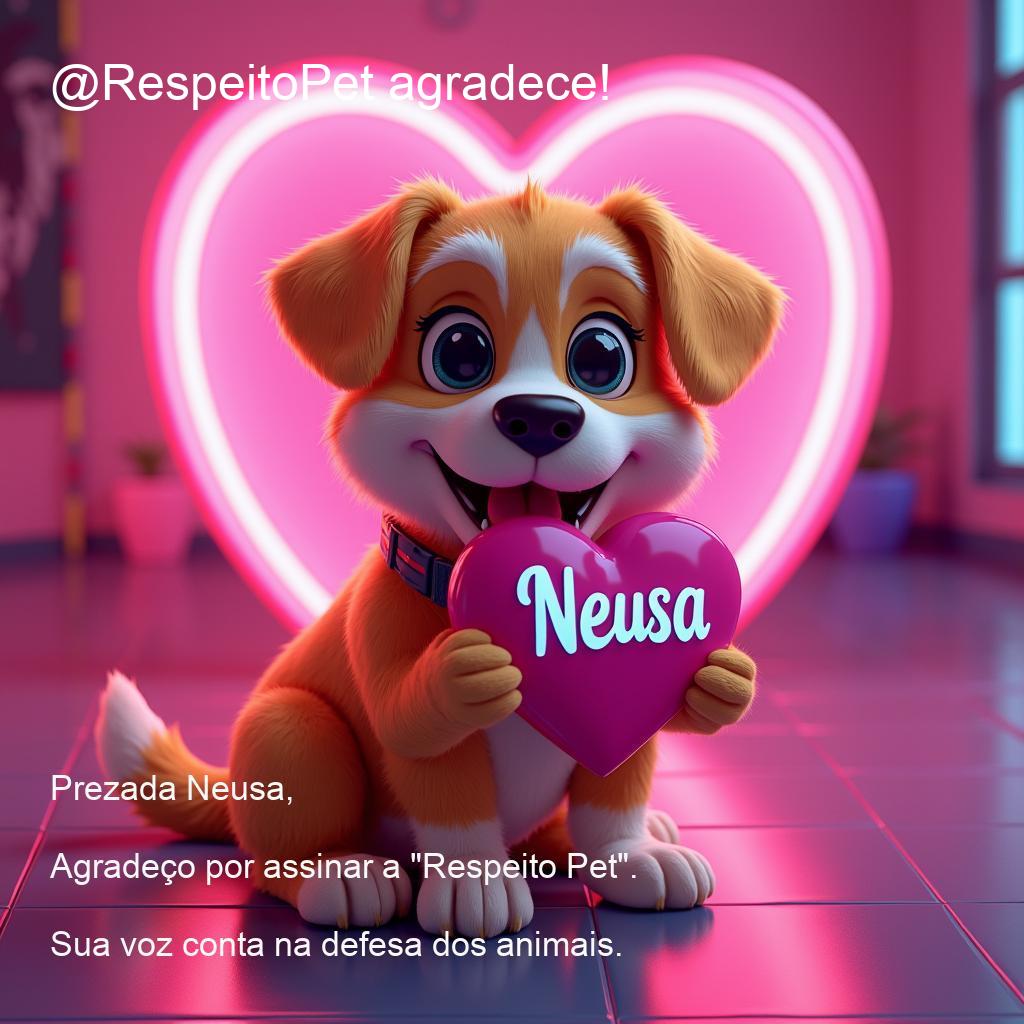 @RespeitoPet agradece!
Neusa
Prezada Neusa,
Agradeço por assinar a "Respeito Pet".
Sua voz conta na defesa dos animais.